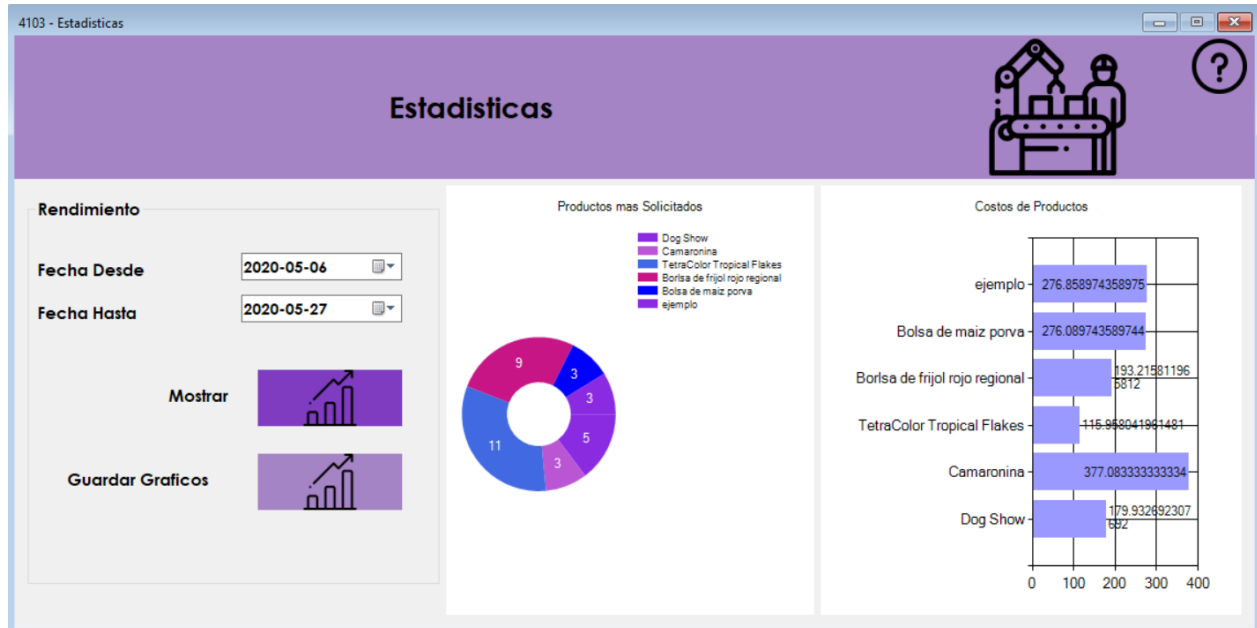 4103 - Estadisticas
?
Estadisticas
Rendimiento
Fecha Desde
2020-05-06
Fecha Hasta
2020-05-27
Mostrar
Guardar Graficos
Productos mas Solicitados
Dog Show
Camaronina
TetraColor Tropical Flakes
Borlsa de frijol rojo regional
Bolsa de maiz porva
ejemplo
9
3
3
11
5
3
Costos de Productos
ejemplo
276.858974358975
Bolsa de maiz porva
276.089743589744
Borlsa de frijol rojo regional
193.21581196
5812
TetraColor Tropical Flakes
115.958041961481
Camaronina
377.083333333334
Dog Show
179.932692307
692
0 100 200 300 400